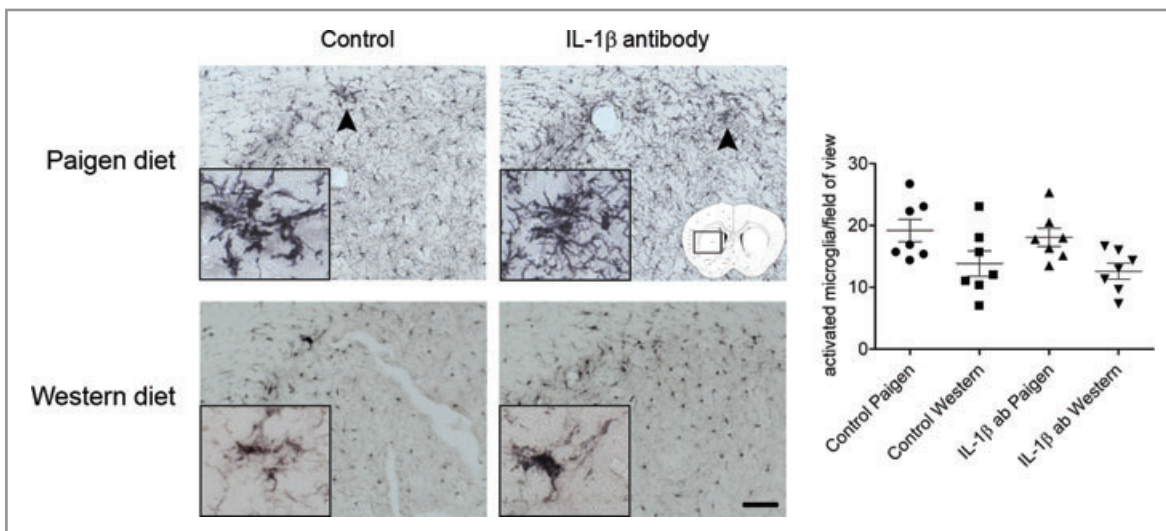 Control
IL-1β antibody
Paigen diet
Western diet
activated microglia/field of view
30
20
10
0
Control Paigen
Control Western
IL-1β ab Paigen
IL-1β ab Western